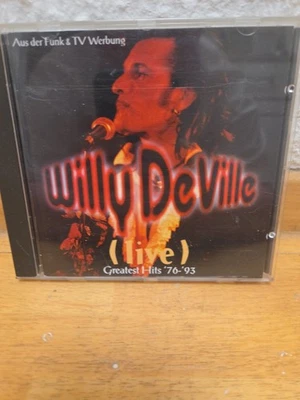 Aus der Funk & TV Werbung
Willy DeVille
(live)
Greatest Hits '76-'93